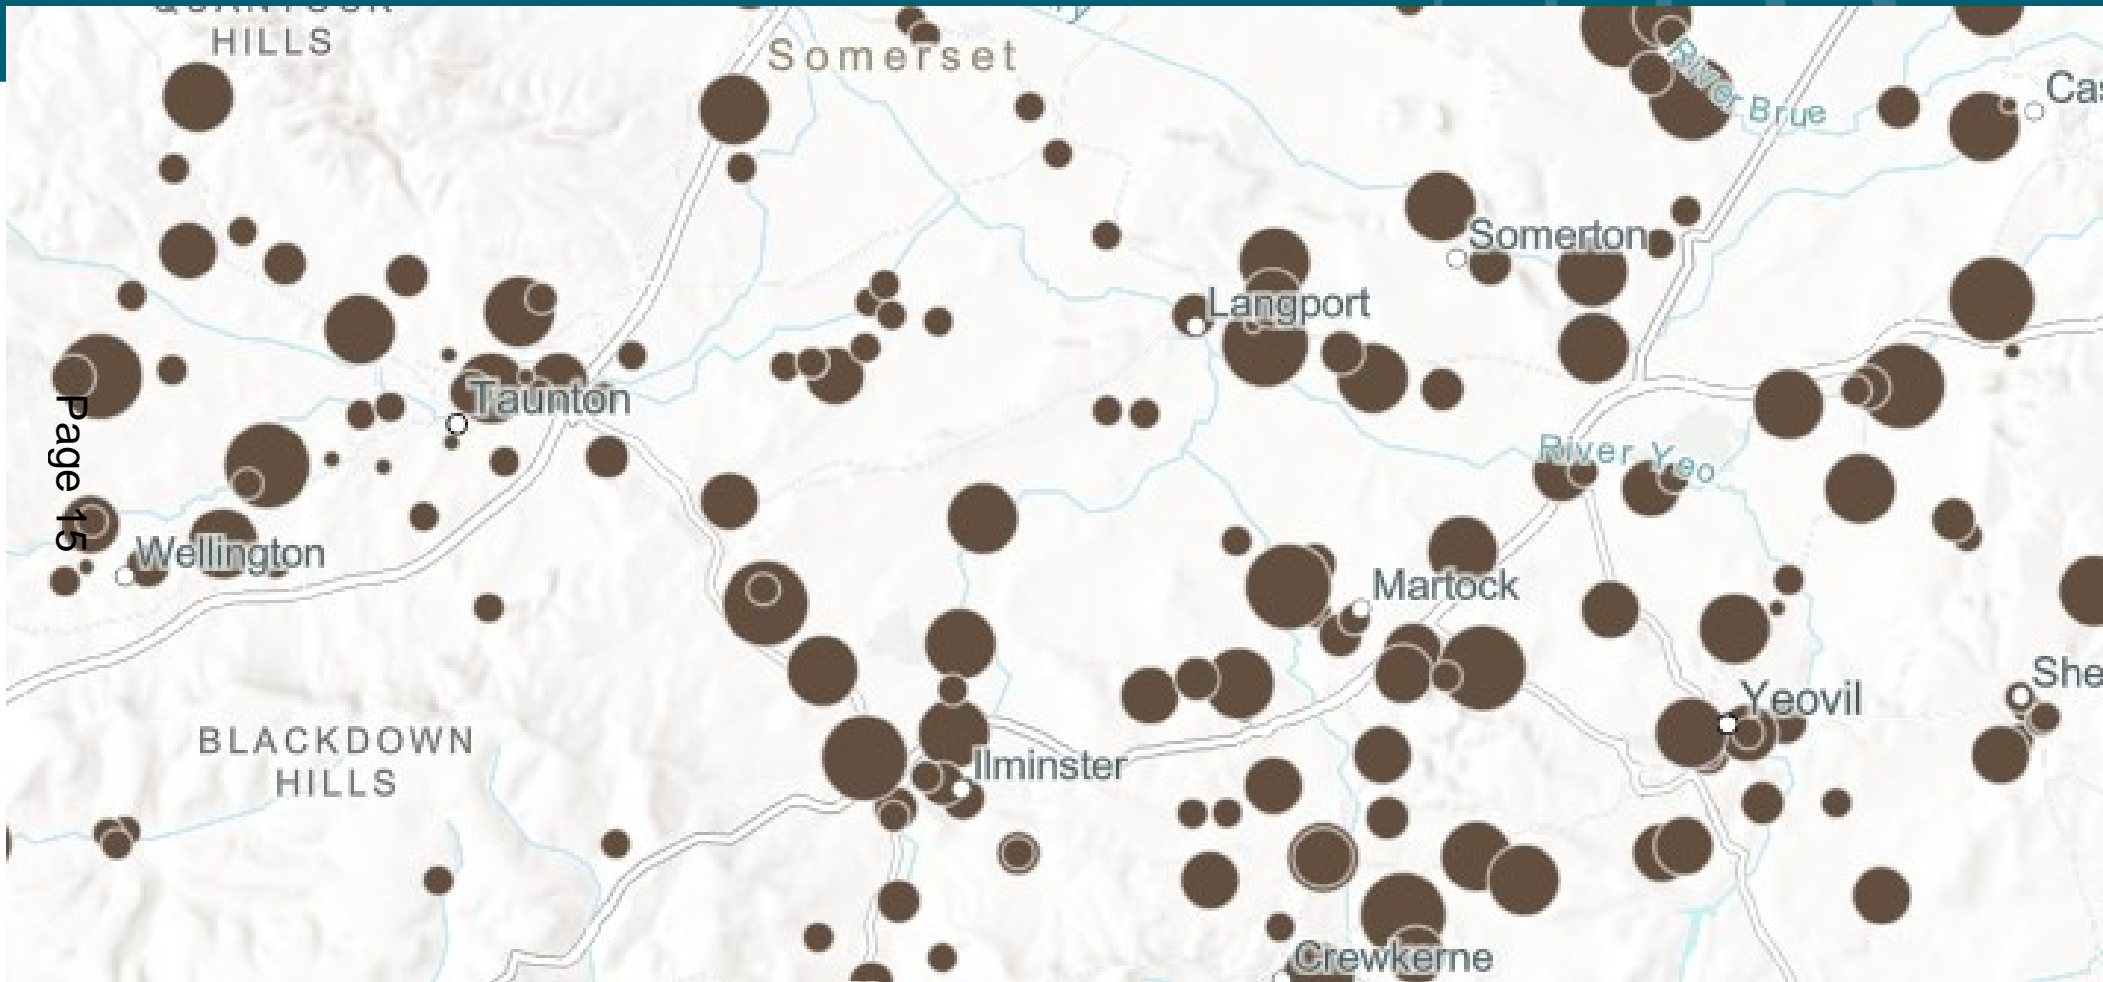 QUANTOCK
HILLS
Somerset
River Brue
Somerton
Langport
Taunton
River Yeo
Page 15
Wellington
Martock
Yeovil
BLACKDOWN
HILLS
Ilminster
Crewkerne
Cas
She